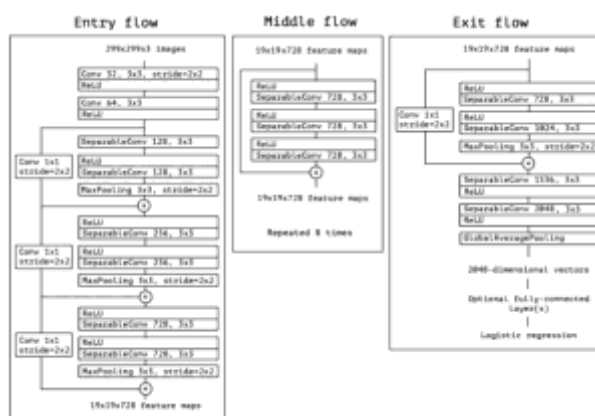 Entry flow
299x299x3 images
Conv 32, 3x3, stride=2x2
ReLU
Conv 64, 3x3
ReLU
SeparableConv 128, 3x3
Conv 1x1
stride=2x2
ReLU
SeparableConv 128, 3x3
MaxPooling 3x3, stride=2x2
+
ReLU
SeparableConv 256, 3x3
Conv 1x1
stride=2x2
ReLU
SeparableConv 256, 3x3
MaxPooling 3x3, stride=2x2
+
ReLU
SeparableConv 728, 3x3
Conv 1x1
stride=2x2
ReLU
SeparableConv 728, 3x3
MaxPooling 3x3, stride=2x2
+
19x19x728 feature maps
Middle flow
19x19x728 feature maps
ReLU
SeparableConv 728, 3x3
ReLU
SeparableConv 728, 3x3
ReLU
SeparableConv 728, 3x3
+
19x19x728 feature maps
Repeated 8 times
Exit flow
19x19x728 feature maps
ReLU
SeparableConv 728, 3x3
Conv 1x1
stride=2x2
ReLU
SeparableConv 1024, 3x3
MaxPooling 3x3, stride=2x2
+
SeparableConv 1536, 3x3
ReLU
SeparableConv 2048, 3x3
ReLU
GlobalAveragePooling
2048-dimensional vectors
Optional fully-connected
layer(s)
Logistic regression